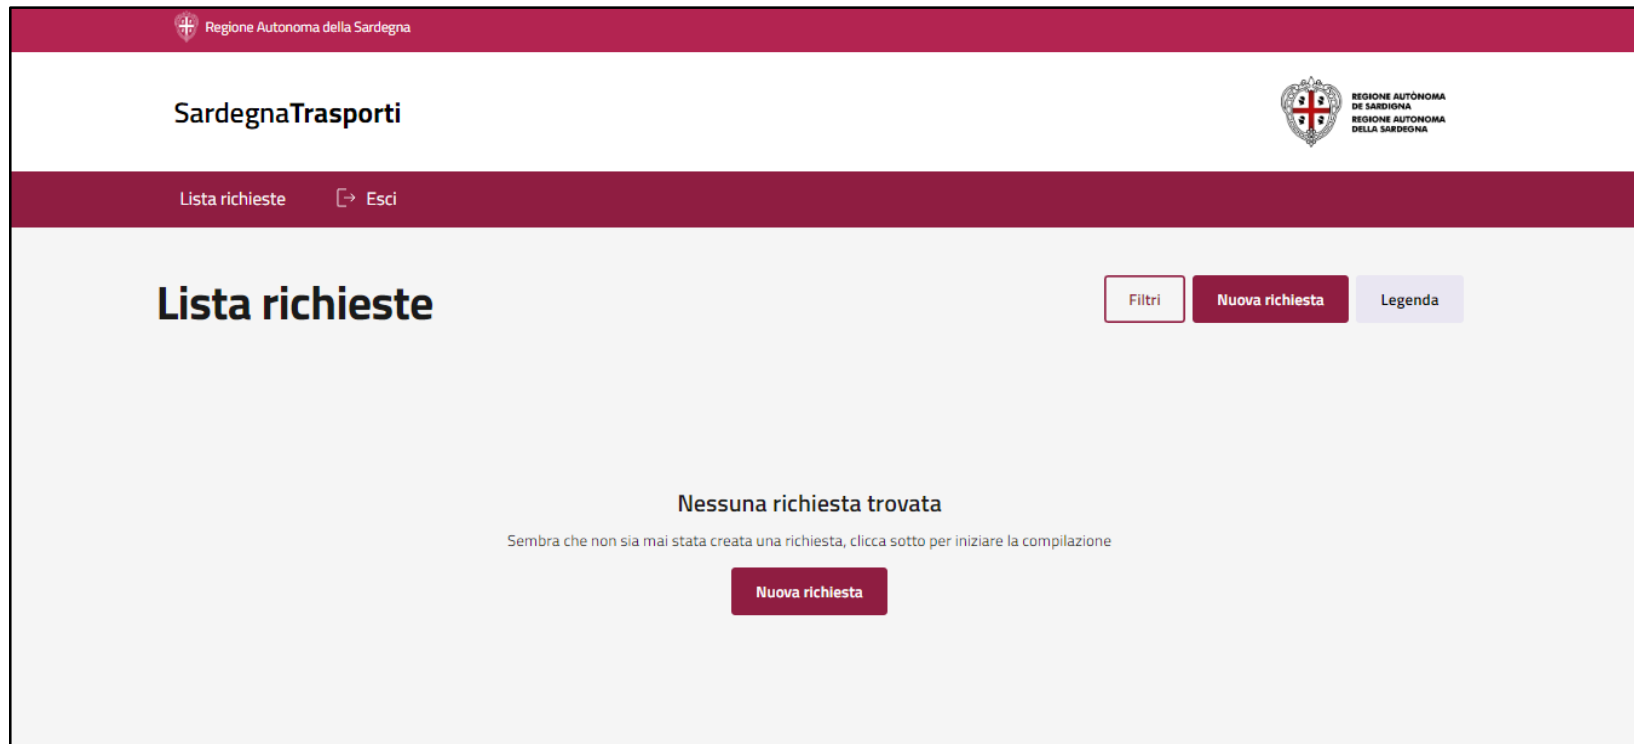 Regione Autonoma della Sardegna
SardegnaTrasporti
REGIONE AUTÒNOMA
DE SARDIGNA
REGIONE AUTONOMA
DELLA SARDEGNA
Lista richieste
Esci
Lista richieste
Filtri
Nuova richiesta
Legenda
Nessuna richiesta trovata
Sembra che non sia mai stata creata una richiesta, clicca sotto per iniziare la compilazione
Nuova richiesta